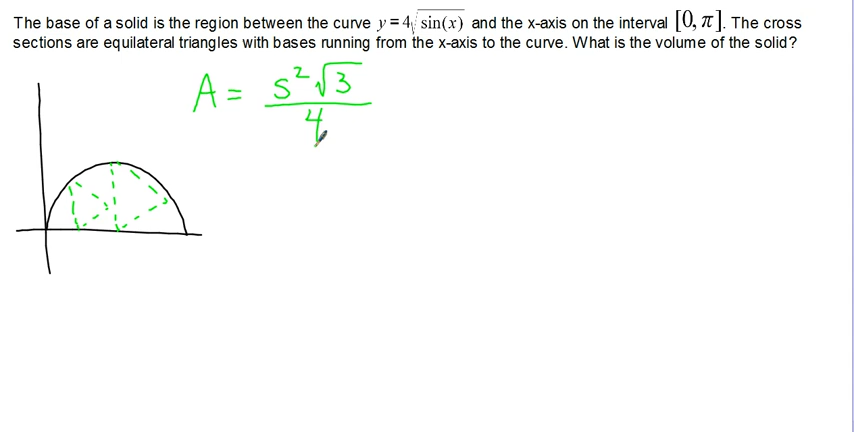 The base of a solid is the region between the curve y = 4√sin(x) and the x-axis on the interval [0, π]. The cross
sections are equilateral triangles with bases running from the x-axis to the curve. What is the volume of the solid?
A = s²√3 / 4